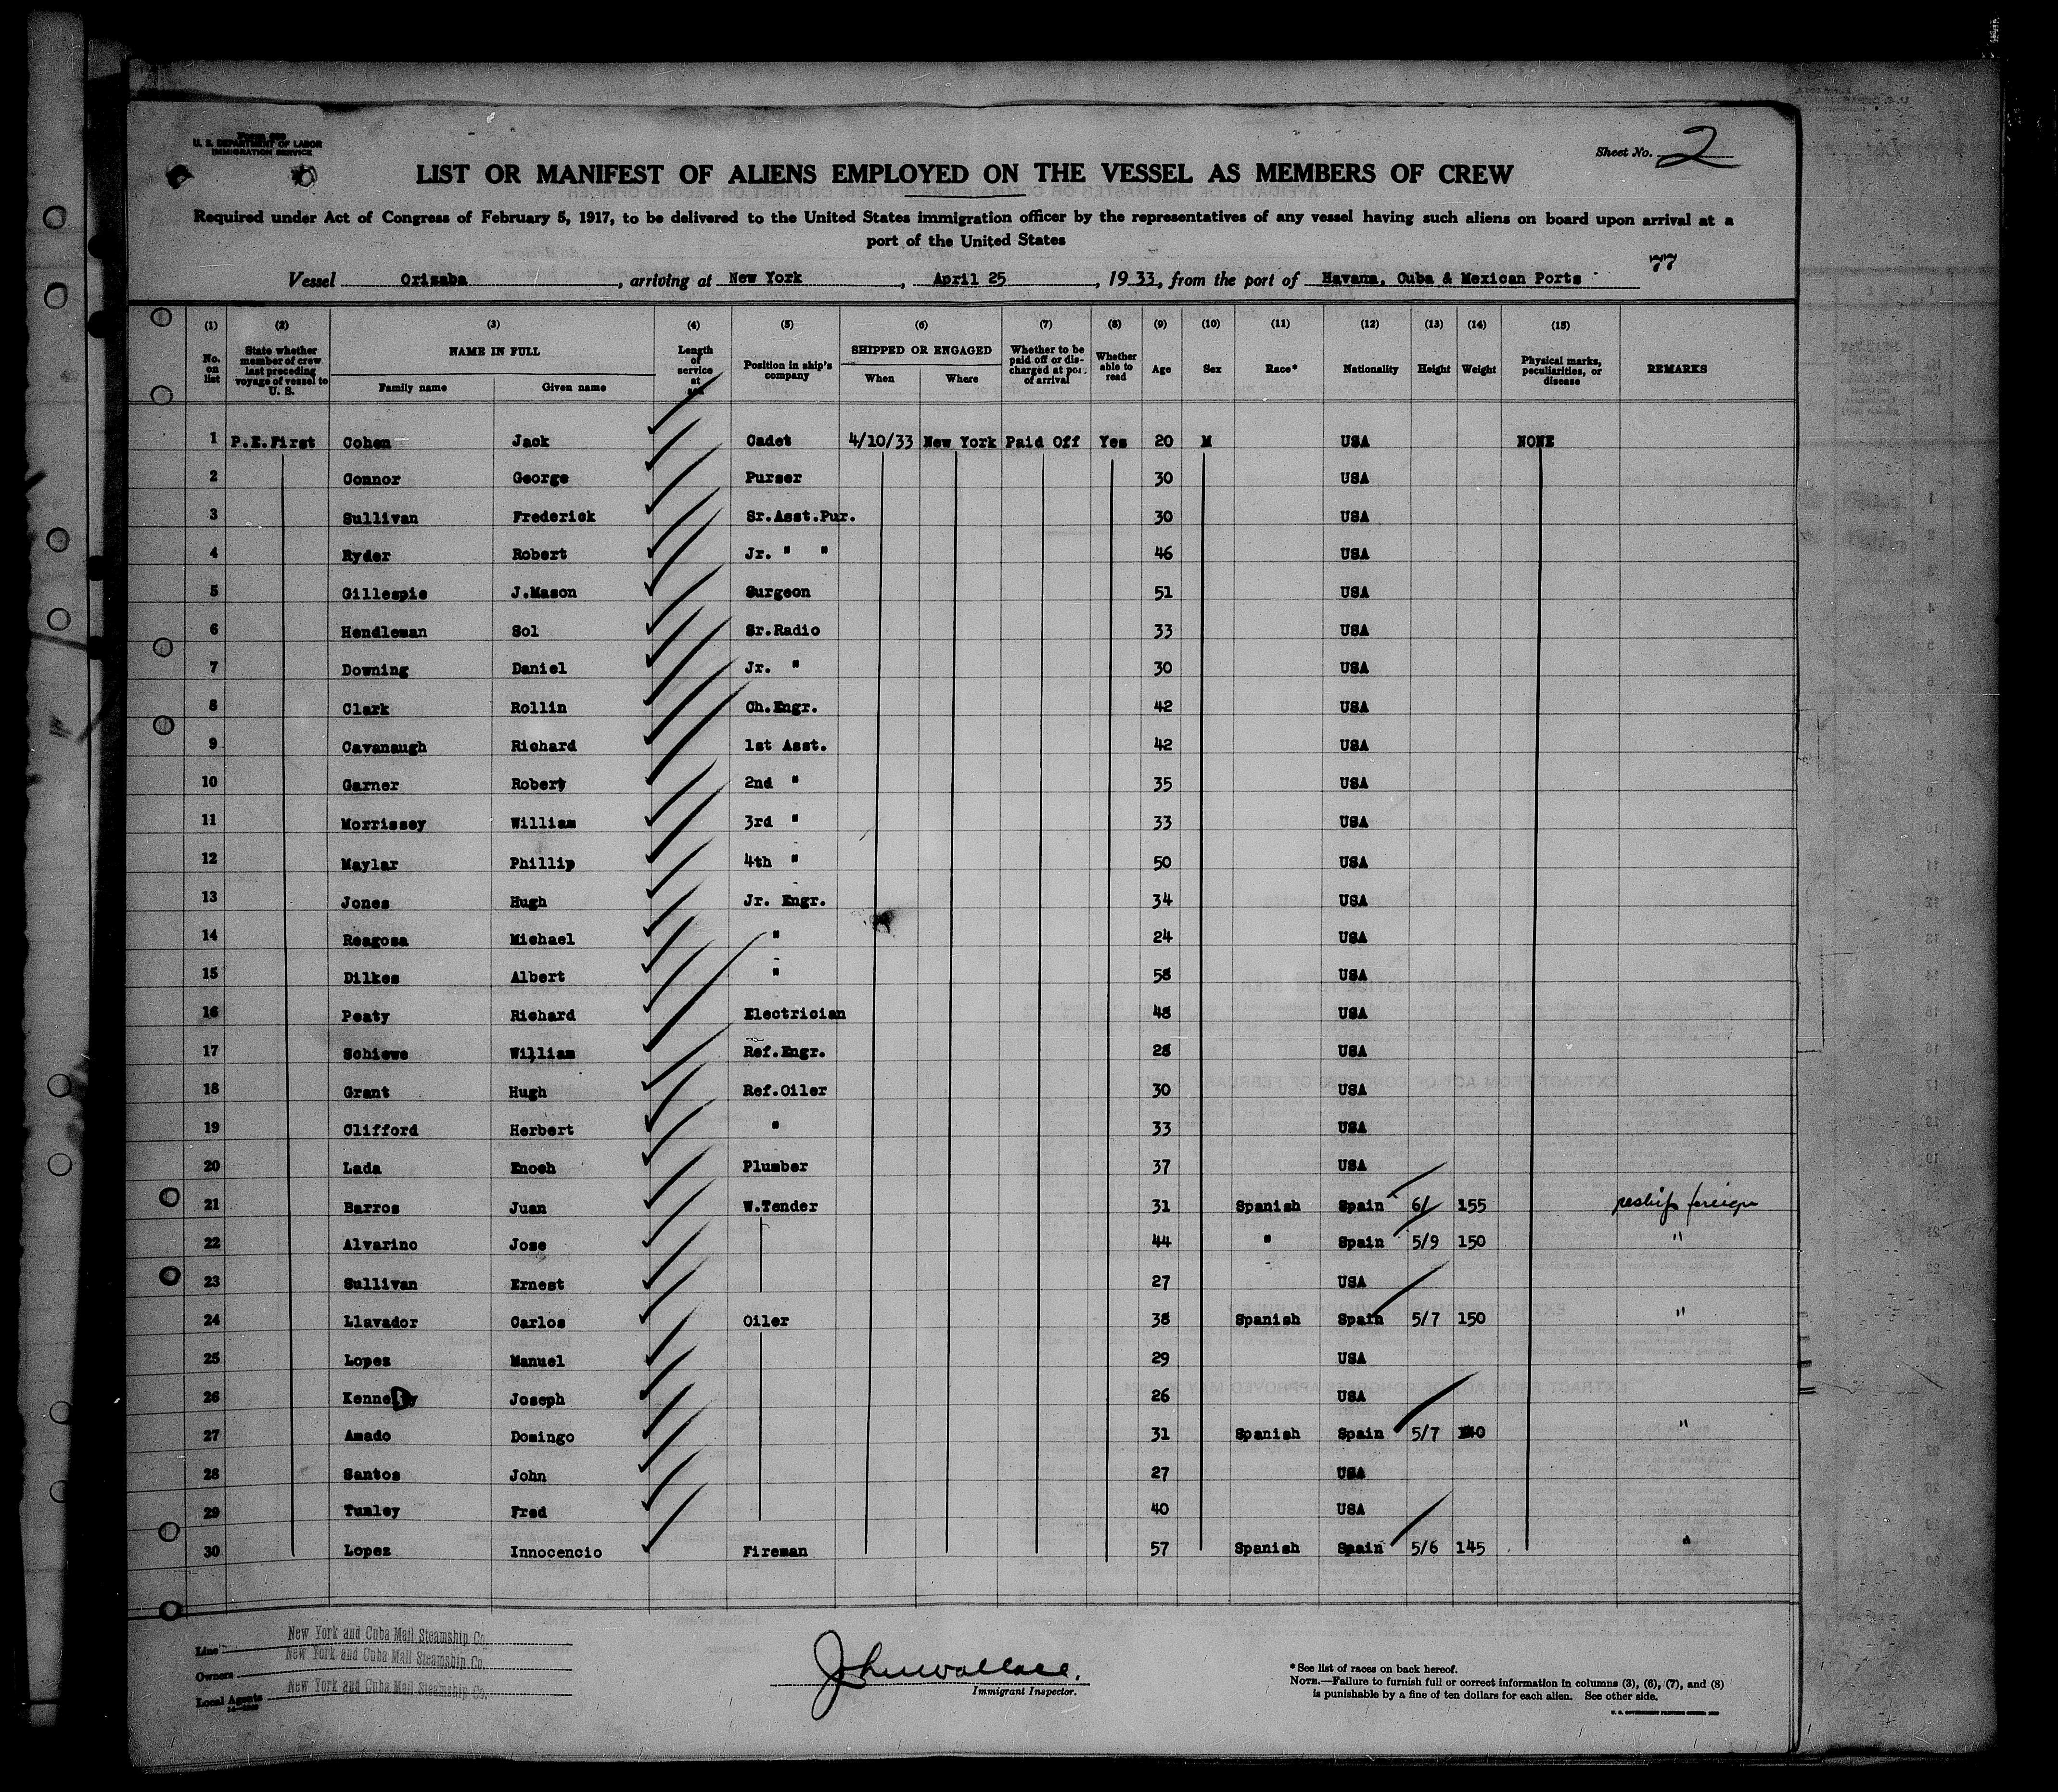 Form 689
U. S. DEPARTMENT OF LABOR
IMMIGRATION SERVICE
Sheet No. 2
LIST OR MANIFEST OF ALIENS EMPLOYED ON THE VESSEL AS MEMBERS OF CREW
Required under Act of Congress of February 5, 1917, to be delivered to the United States immigration officer by the representatives of any vessel having such aliens on board upon arrival at a
port of the United States
77
Vessel Orizaba, arriving at New York, April 25, 1933, from the port of Havana, Cuba & Mexican Ports
(1) (2) (3) (4) (5) (6) (7) (8) (9) (10) (11) (12) (13) (14) (15)
No. on list State whether member of crew last preceding voyage of vessel to U. S. NAME IN FULL Length of service at sea Position in ship's company SHIPPED OR ENGAGED Whether to be paid off or discharged at port of arrival Whether able to read Age Sex Race* Nationality Height Weight Physical marks, peculiarities, or disease REMARKS
Family name Given name When Where
1 P.E.First Cohen Jack Cadet 4/10/33 New York Paid Off Yes 20 M USA NONE
2 Connor George Purser 30 USA
3 Sullivan Frederick Sr.Asst.Pur. 30 USA
4 Ryder Robert Jr. " " 46 USA
5 Gillespie J.Mason Surgeon 51 USA
6 Hendleman Sol Sr.Radio 33 USA
7 Downing Daniel Jr. " 30 USA
8 Clark Rollin Ch.Engr. 42 USA
9 Cavanaugh Richard 1st Asst. 42 USA
10 Garner Robert 2nd " 35 USA
11 Morrissey William 3rd " 33 USA
12 Maylar Phillip 4th " 50 USA
13 Jones Hugh Jr. Engr. 34 USA
14 Reagosa Michael " 24 USA
15 Dilkes Albert " 58 USA
16 Peaty Richard Electrician 48 USA
17 Schiewe William Ref.Engr. 28 USA
18 Grant Hugh Ref.Oiler 30 USA
19 Clifford Herbert " 33 USA
20 Lada Enoch Plumber 37 USA
21 Barros Juan W.Tender 31 Spanish Spain 6/ 155 reship foreign
22 Alvarino Jose 44 " Spain 5/9 150 "
23 Sullivan Ernest 27 USA
24 Llavador Carlos Oiler 38 Spanish Spain 5/7 150 "
25 Lopez Manuel 29 USA
26 Kennedy Joseph 26 USA
27 Amado Domingo 31 Spanish Spain 5/7 140 "
28 Santos John 27 USA
29 Tumley Fred 40 USA
30 Lopez Innocencio Fireman 57 Spanish Spain 5/6 145 "
Line New York and Cuba Mail Steamship Co.
Owners New York and Cuba Mail Steamship Co.
Local Agents New York and Cuba Mail Steamship Co.
John Wallace.
Immigrant Inspector.
*See list of races on back hereof.
NOTE.—Failure to furnish full or correct information in columns (3), (6), (7), and (8)
is punishable by a fine of ten dollars for each alien. See other side.